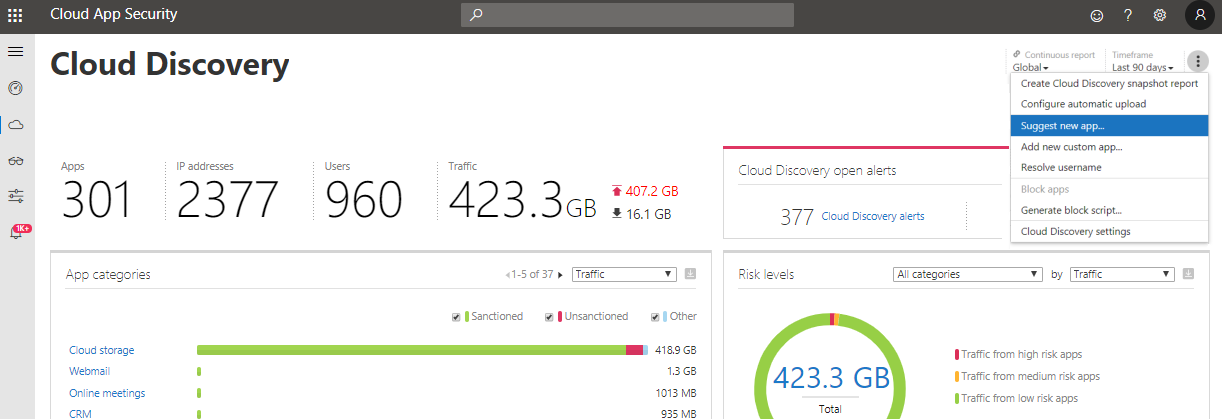 Cloud App Security
?
Cloud Discovery
Continuous report
Global
Timeframe
Last 90 days
Create Cloud Discovery snapshot report
Configure automatic upload
Suggest new app...
Add new custom app...
Resolve username
Block apps
Generate block script...
Cloud Discovery settings
1K+
Apps
301
IP addresses
2377
Users
960
Traffic
423.3 GB
407.2 GB
16.1 GB
Cloud Discovery open alerts
377 Cloud Discovery alerts
App categories
1-5 of 37
Traffic
Sanctioned
Unsanctioned
Other
Cloud storage 418.9 GB
Webmail 1.3 GB
Online meetings 1013 MB
CRM 935 MB
Risk levels
All categories
by
Traffic
423.3 GB
Total
Traffic from high risk apps
Traffic from medium risk apps
Traffic from low risk apps